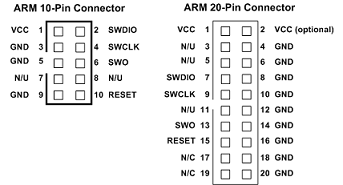 ARM 10-Pin Connector
VCC 1 2 SWDIO
GND 3 4 SWCLK
GND 5 6 SWO
N/U 7 8 N/U
GND 9 10 RESET
ARM 20-Pin Connector
VCC 1 2 VCC (optional)
N/U 3 4 GND
N/U 5 6 GND
SWDIO 7 8 GND
SWCLK 9 10 GND
N/U 11 12 GND
SWO 13 14 GND
RESET 15 16 GND
N/C 17 18 GND
N/C 19 20 GND